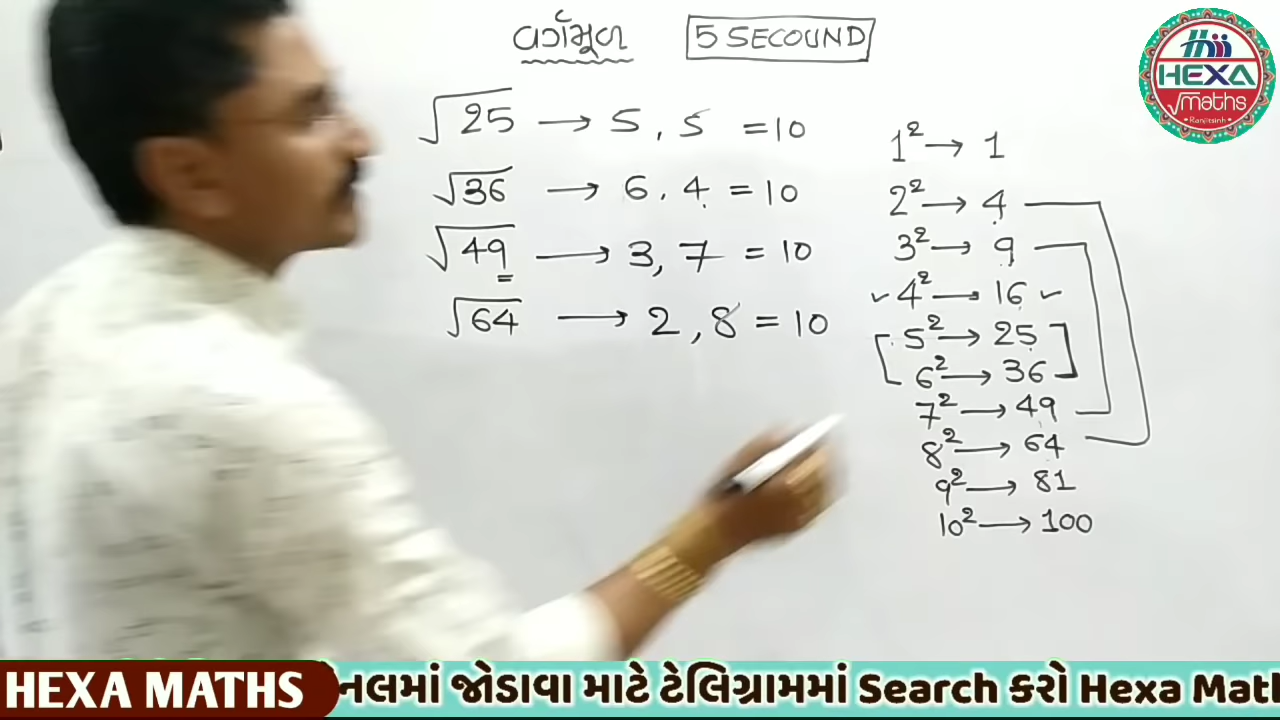 વર્ગમૂળ 5 SECOUND
√25 → 5, 5 = 10
√36 → 6, 4 = 10
√49 → 3, 7 = 10
√64 → 2, 8 = 10
1² → 1
2² → 4
3² → 9
✓ 4² → 16 ✓
5² → 25
6² → 36
7² → 49
8² → 64
9² → 81
10² → 100
HEXA
√maths
Ranjitsinh
HEXA MATHS નલમાં જોડાવા માટે ટેલિગ્રામમાં Search કરો Hexa Mat